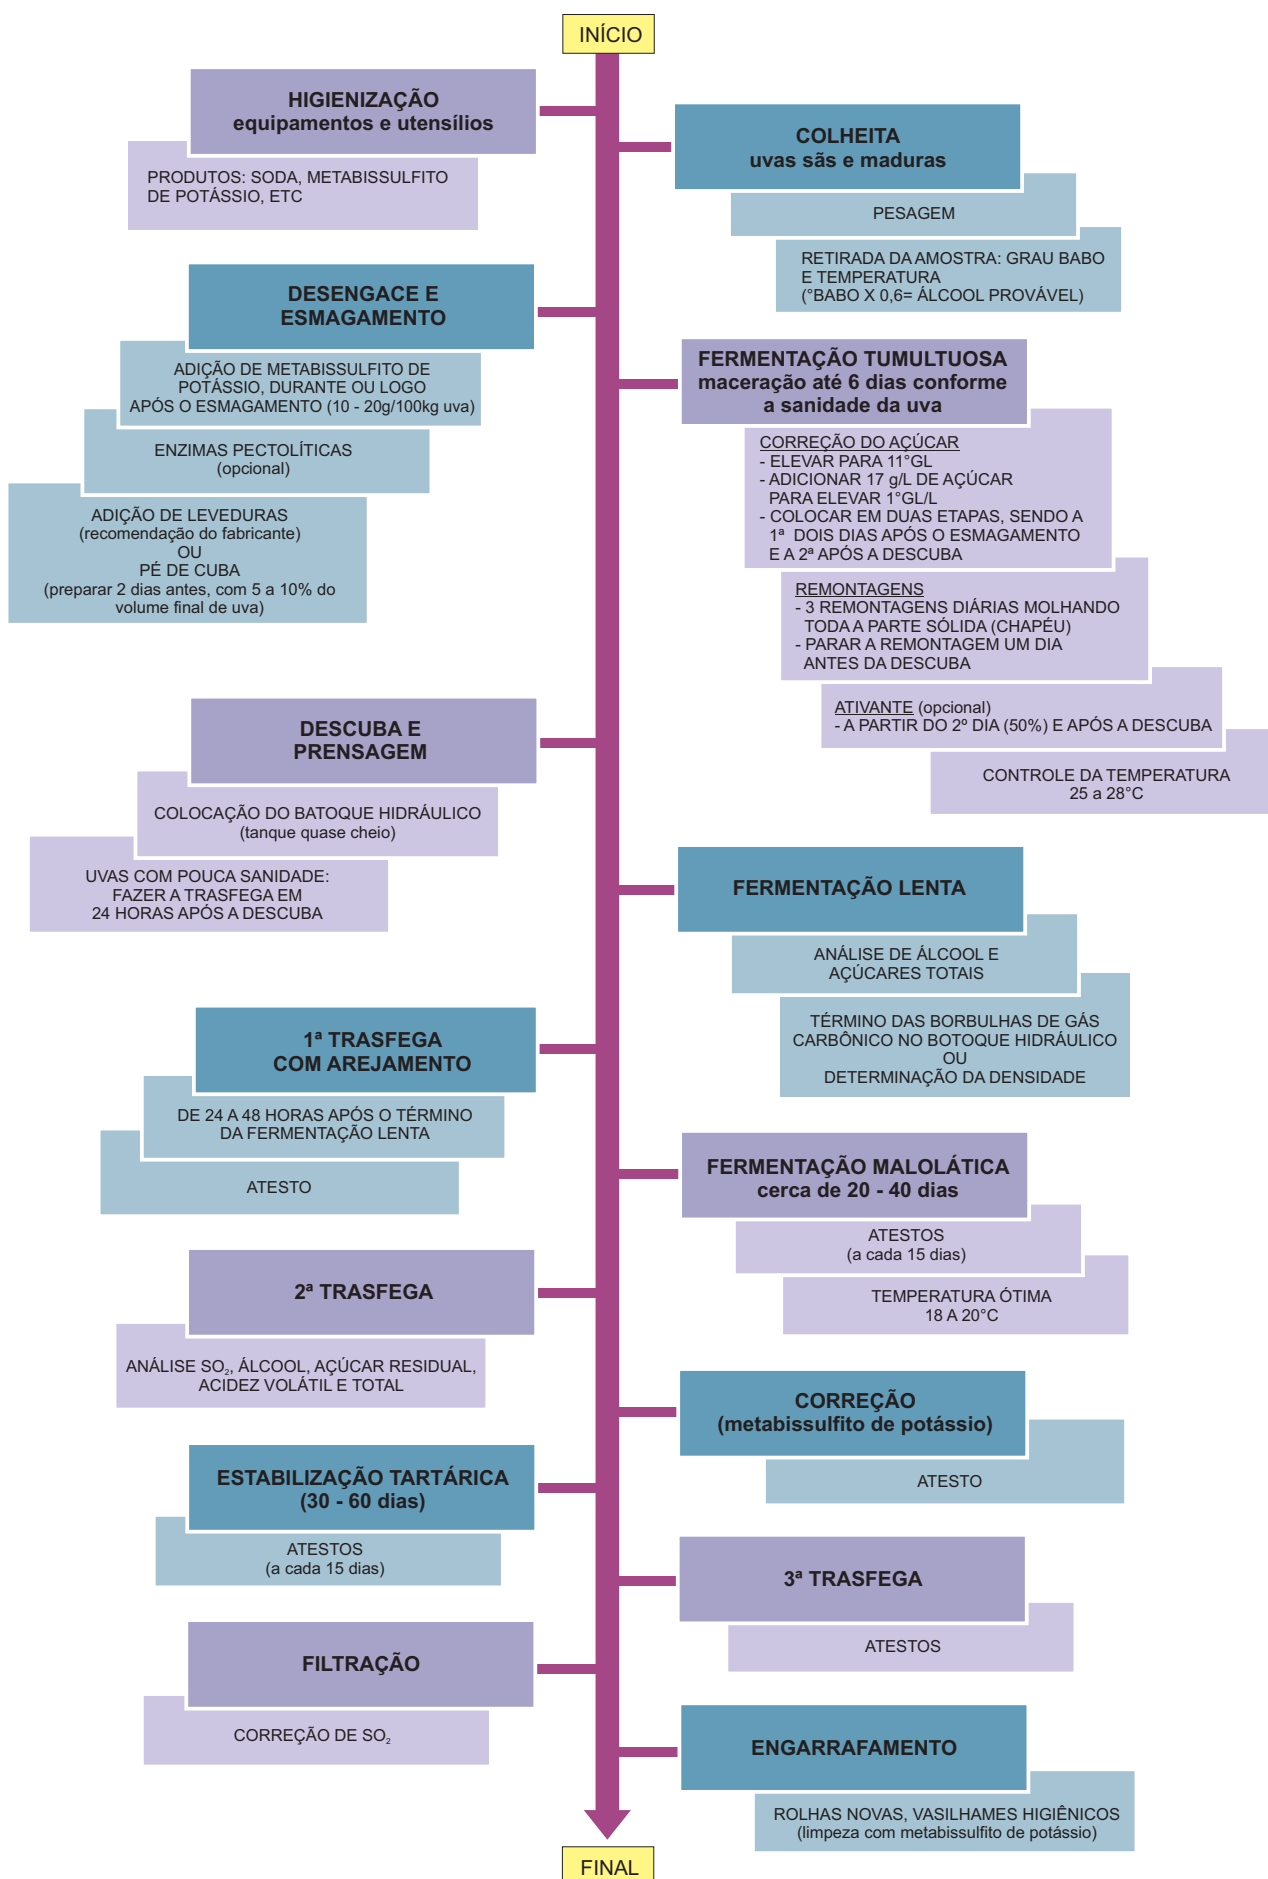 INÍCIO
HIGIENIZAÇÃO
equipamentos e utensílios
PRODUTOS: SODA, METABISSULFITO
DE POTÁSSIO, ETC
COLHEITA
uvas sãs e maduras
PESAGEM
RETIRADA DA AMOSTRA: GRAU BABO
E TEMPERATURA
(°BABO X 0,6= ÁLCOOL PROVÁVEL)
DESENGACE E
ESMAGAMENTO
ADIÇÃO DE METABISSULFITO DE
POTÁSSIO, DURANTE OU LOGO
APÓS O ESMAGAMENTO (10 - 20g/100kg uva)
ENZIMAS PECTOLÍTICAS
(opcional)
ADIÇÃO DE LEVEDURAS
(recomendação do fabricante)
OU
PÉ DE CUBA
(preparar 2 dias antes, com 5 a 10% do
volume final de uva)
FERMENTAÇÃO TUMULTUOSA
maceração até 6 dias conforme
a sanidade da uva
CORREÇÃO DO AÇÚCAR
- ELEVAR PARA 11°GL
- ADICIONAR 17 g/L DE AÇÚCAR
PARA ELEVAR 1°GL/L
- COLOCAR EM DUAS ETAPAS, SENDO A
1ª DOIS DIAS APÓS O ESMAGAMENTO
E A 2ª APÓS A DESCUBA
REMONTAGENS
- 3 REMONTAGENS DIÁRIAS MOLHANDO
TODA A PARTE SÓLIDA (CHAPÉU)
- PARAR A REMONTAGEM UM DIA
ANTES DA DESCUBA
ATIVANTE (opcional)
- A PARTIR DO 2º DIA (50%) E APÓS A DESCUBA
CONTROLE DA TEMPERATURA
25 a 28°C
DESCUBA E
PRENSAGEM
COLOCAÇÃO DO BATOQUE HIDRÁULICO
(tanque quase cheio)
UVAS COM POUCA SANIDADE:
FAZER A TRASFEGA EM
24 HORAS APÓS A DESCUBA
FERMENTAÇÃO LENTA
ANÁLISE DE ÁLCOOL E
AÇÚCARES TOTAIS
TÉRMINO DAS BORBULHAS DE GÁS
CARBÔNICO NO BOTOQUE HIDRÁULICO
OU
DETERMINAÇÃO DA DENSIDADE
1ª TRASFEGA
COM AREJAMENTO
DE 24 A 48 HORAS APÓS O TÉRMINO
DA FERMENTAÇÃO LENTA
ATESTO
FERMENTAÇÃO MALOLÁTICA
cerca de 20 - 40 dias
ATESTOS
(a cada 15 dias)
TEMPERATURA ÓTIMA
18 A 20°C
2ª TRASFEGA
ANÁLISE SO₂, ÁLCOOL, AÇÚCAR RESIDUAL,
ACIDEZ VOLÁTIL E TOTAL
CORREÇÃO
(metabissulfito de potássio)
ATESTO
ESTABILIZAÇÃO TARTÁRICA
(30 - 60 dias)
ATESTOS
(a cada 15 dias)
3ª TRASFEGA
ATESTOS
FILTRAÇÃO
CORREÇÃO DE SO₂
ENGARRAFAMENTO
ROLHAS NOVAS, VASILHAMES HIGIÊNICOS
(limpeza com metabissulfito de potássio)
FINAL